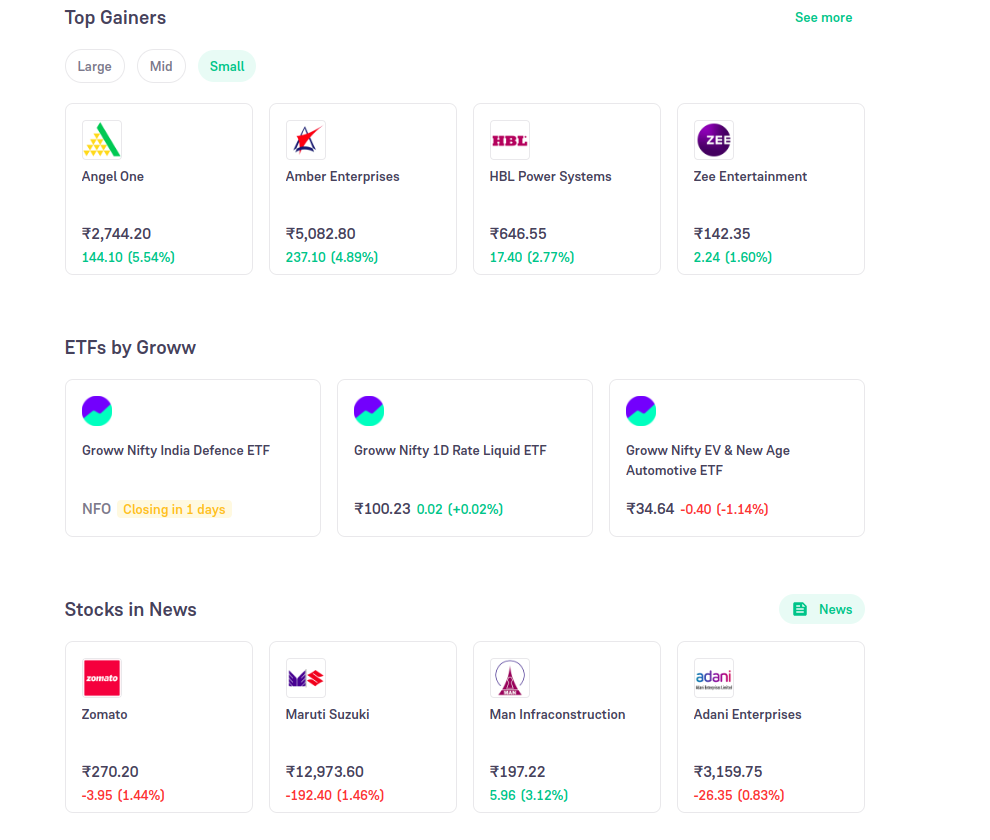 Top Gainers
See more
Large
Mid
Small
HBL
ZEE
Angel One
Amber Enterprises
HBL Power Systems
Zee Entertainment
₹2,744.20
₹5,082.80
₹646.55
₹142.35
144.10 (5.54%)
237.10 (4.89%)
17.40 (2.77%)
2.24 (1.60%)
ETFs by Groww
Groww Nifty India Defence ETF
Groww Nifty 1D Rate Liquid ETF
Groww Nifty EV & New Age
Automotive ETF
NFO Closing in 1 days
₹100.23 0.02 (+0.02%)
₹34.64 -0.40 (-1.14%)
Stocks in News
News
zomato
MAN
adani
Adani Enterprises Limited
Zomato
Maruti Suzuki
Man Infraconstruction
Adani Enterprises
₹270.20
₹12,973.60
₹197.22
₹3,159.75
-3.95 (1.44%)
-192.40 (1.46%)
5.96 (3.12%)
-26.35 (0.83%)